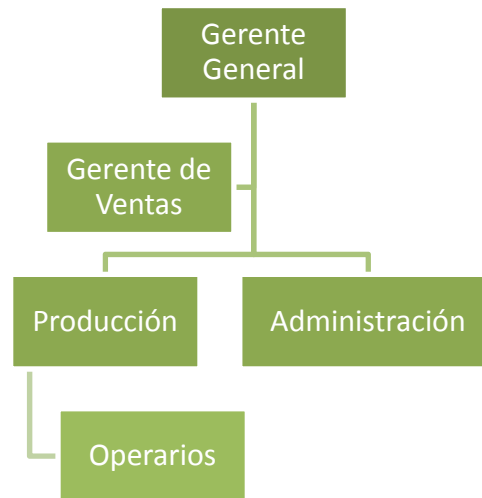 Gerente
General
Gerente de
Ventas
Producción
Administración
Operarios